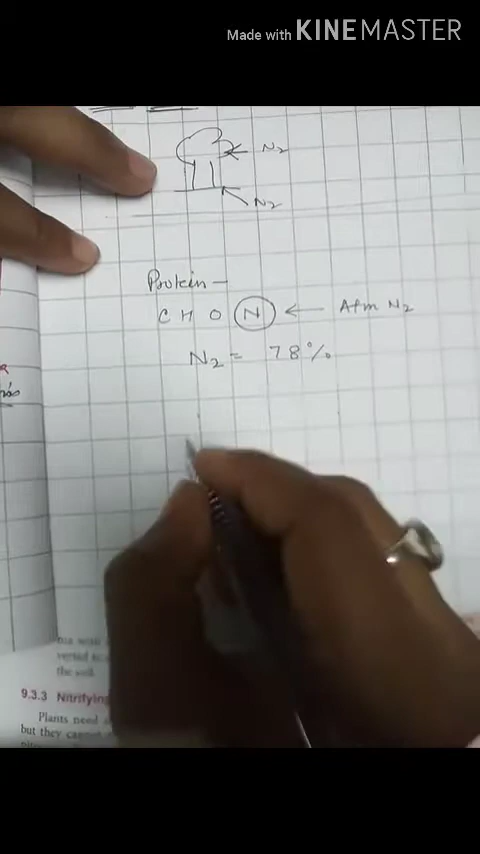 Made with KINEMASTER
N2
N2
Protein -
C H O N ← Atm N2
N2 = 78%
the soil.
9.3.3 Nitrifying
Plants need
but they